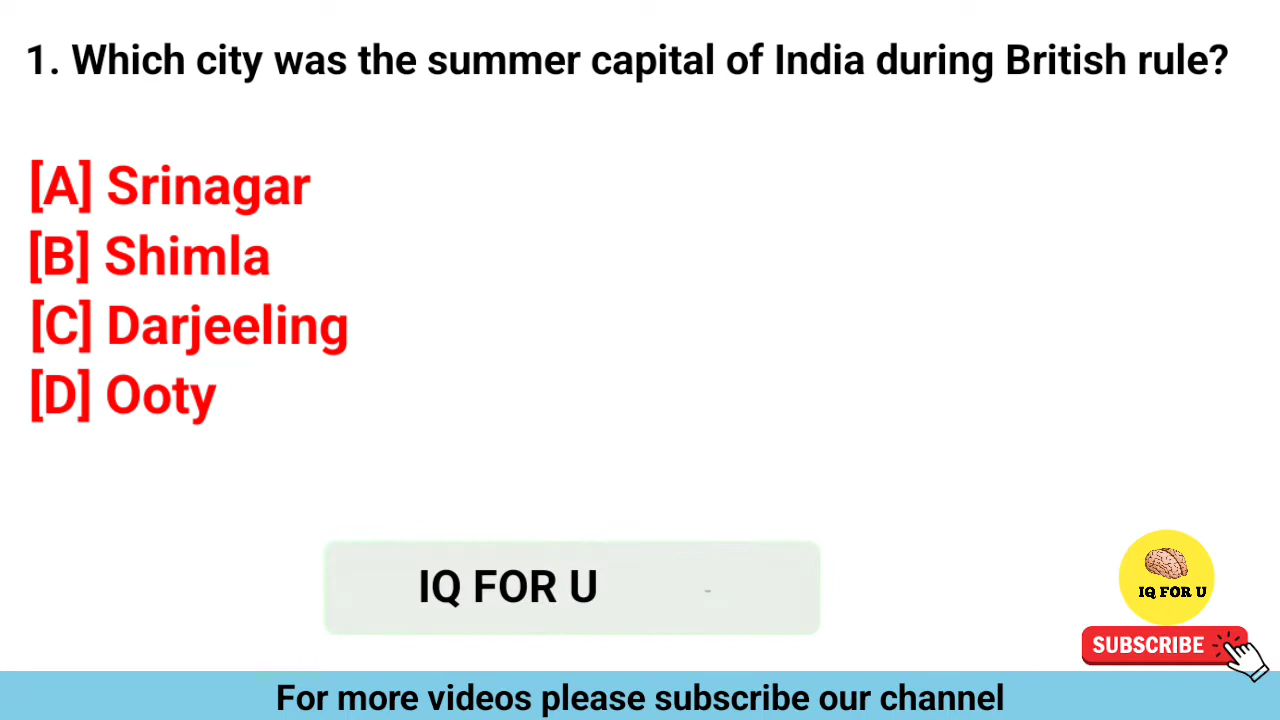 1. Which city was the summer capital of India during British rule?
[A] Srinagar
[B] Shimla
[C] Darjeeling
[D] Ooty
IQ FOR U
IQ FOR U
SUBSCRIBE
For more videos please subscribe our channel